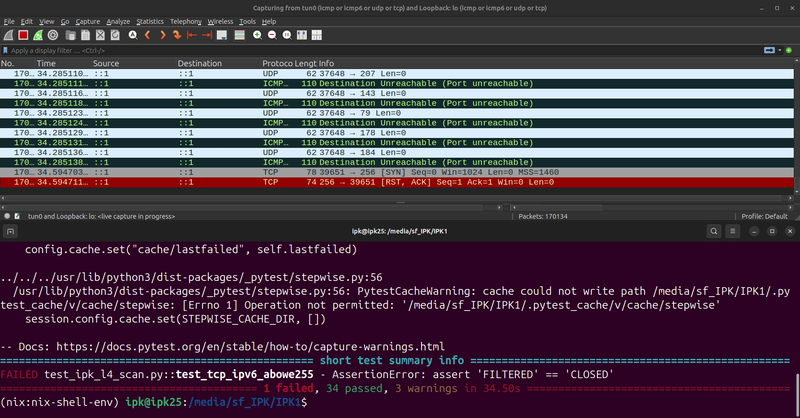 Capturing from tun0 (icmp or icmp6 or udp or tcp) and Loopback: lo (icmp or icmp6 or udp or tcp)
File Edit View Go Capture Analyze Statistics Telephony Wireless Tools Help
Apply a display filter ... <Ctrl-/>
No. Time Source Destination Protoco Lengt Info
170… 34.285110… ::1 ::1 UDP 62 37648 → 207 Len=0
170… 34.285111… ::1 ::1 ICMP… 110 Destination Unreachable (Port unreachable)
170… 34.285116… ::1 ::1 UDP 62 37648 → 143 Len=0
170… 34.285118… ::1 ::1 ICMP… 110 Destination Unreachable (Port unreachable)
170… 34.285123… ::1 ::1 UDP 62 37648 → 79 Len=0
170… 34.285124… ::1 ::1 ICMP… 110 Destination Unreachable (Port unreachable)
170… 34.285129… ::1 ::1 UDP 62 37648 → 178 Len=0
170… 34.285131… ::1 ::1 ICMP… 110 Destination Unreachable (Port unreachable)
170… 34.285136… ::1 ::1 UDP 62 37648 → 184 Len=0
170… 34.285138… ::1 ::1 ICMP… 110 Destination Unreachable (Port unreachable)
170… 34.594703… ::1 ::1 TCP 78 39651 → 256 [SYN] Seq=0 Win=1024 Len=0 MSS=1460
170… 34.594711… ::1 ::1 TCP 74 256 → 39651 [RST, ACK] Seq=1 Ack=1 Win=0 Len=0
tun0 and Loopback: lo: <live capture in progress> Packets: 170134 Profile: Default
ipk@ipk25: /media/sf_IPK/IPK1
config.cache.set("cache/lastfailed", self.lastfailed)
../../../usr/lib/python3/dist-packages/_pytest/stepwise.py:56
/usr/lib/python3/dist-packages/_pytest/stepwise.py:56: PytestCacheWarning: cache could not write path /media/sf_IPK/IPK1/.py
test_cache/v/cache/stepwise: [Errno 1] Operation not permitted: '/media/sf_IPK/IPK1/.pytest_cache/v/cache/stepwise'
session.config.cache.set(STEPWISE_CACHE_DIR, [])
-- Docs: https://docs.pytest.org/en/stable/how-to/capture-warnings.html
short test summary info
FAILED test_ipk_l4_scan.py::test_tcp_ipv6_abowe255 - AssertionError: assert 'FILTERED' == 'CLOSED'
1 failed, 34 passed, 3 warnings in 34.50s
(nix:nix-shell-env) ipk@ipk25:/media/sf_IPK/IPK1$